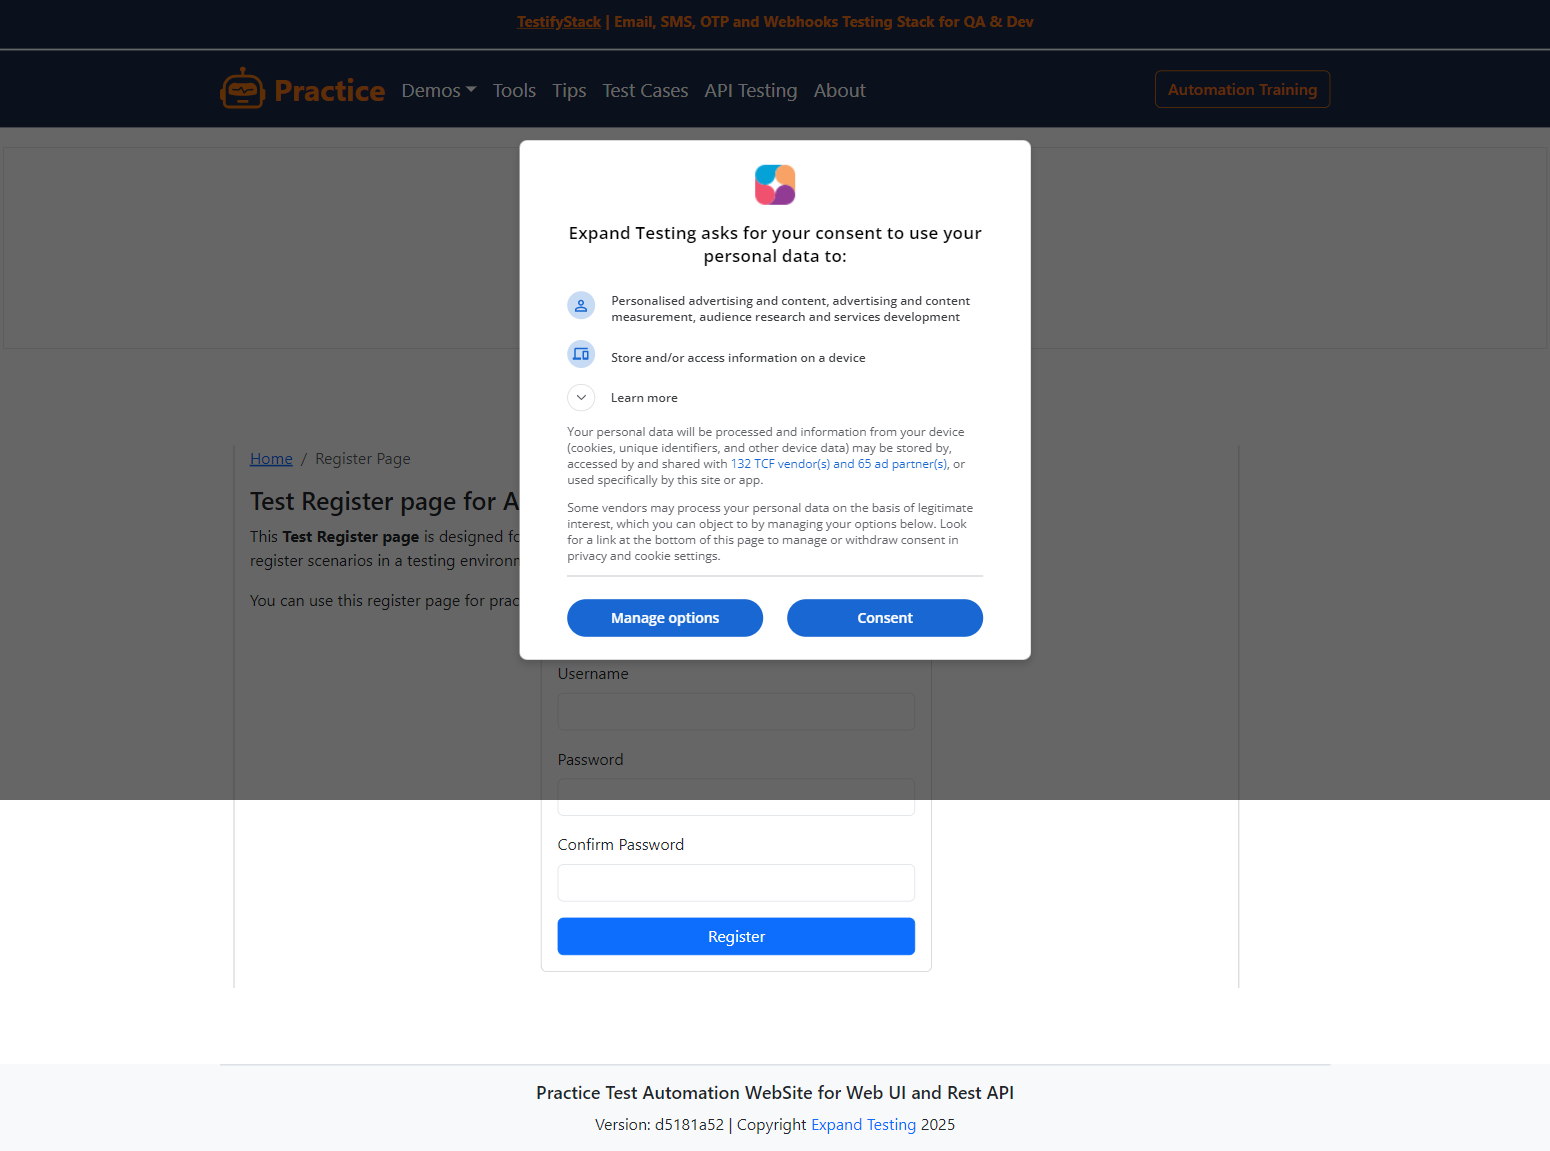 TestifyStack | Email, SMS, OTP and Webhooks Testing Stack for QA & Dev
Practice
Demos
Tools
Tips
Test Cases
API Testing
About
Automation Training
Expand Testing asks for your consent to use your
personal data to:
Personalised advertising and content, advertising and content
measurement, audience research and services development
Store and/or access information on a device
Learn more
Your personal data will be processed and information from your device
(cookies, unique identifiers, and other device data) may be stored by,
accessed by and shared with 132 TCF vendor(s) and 65 ad partner(s), or
used specifically by this site or app.
Some vendors may process your personal data on the basis of legitimate
interest, which you can object to by managing your options below. Look
for a link at the bottom of this page to manage or withdraw consent in
privacy and cookie settings.
Manage options
Consent
Home / Register Page
Test Register page for A
This Test Register page is designed fo
register scenarios in a testing environ
You can use this register page for prac
Username
Password
Confirm Password
Register
Practice Test Automation WebSite for Web UI and Rest API
Version: d5181a52 | Copyright Expand Testing 2025